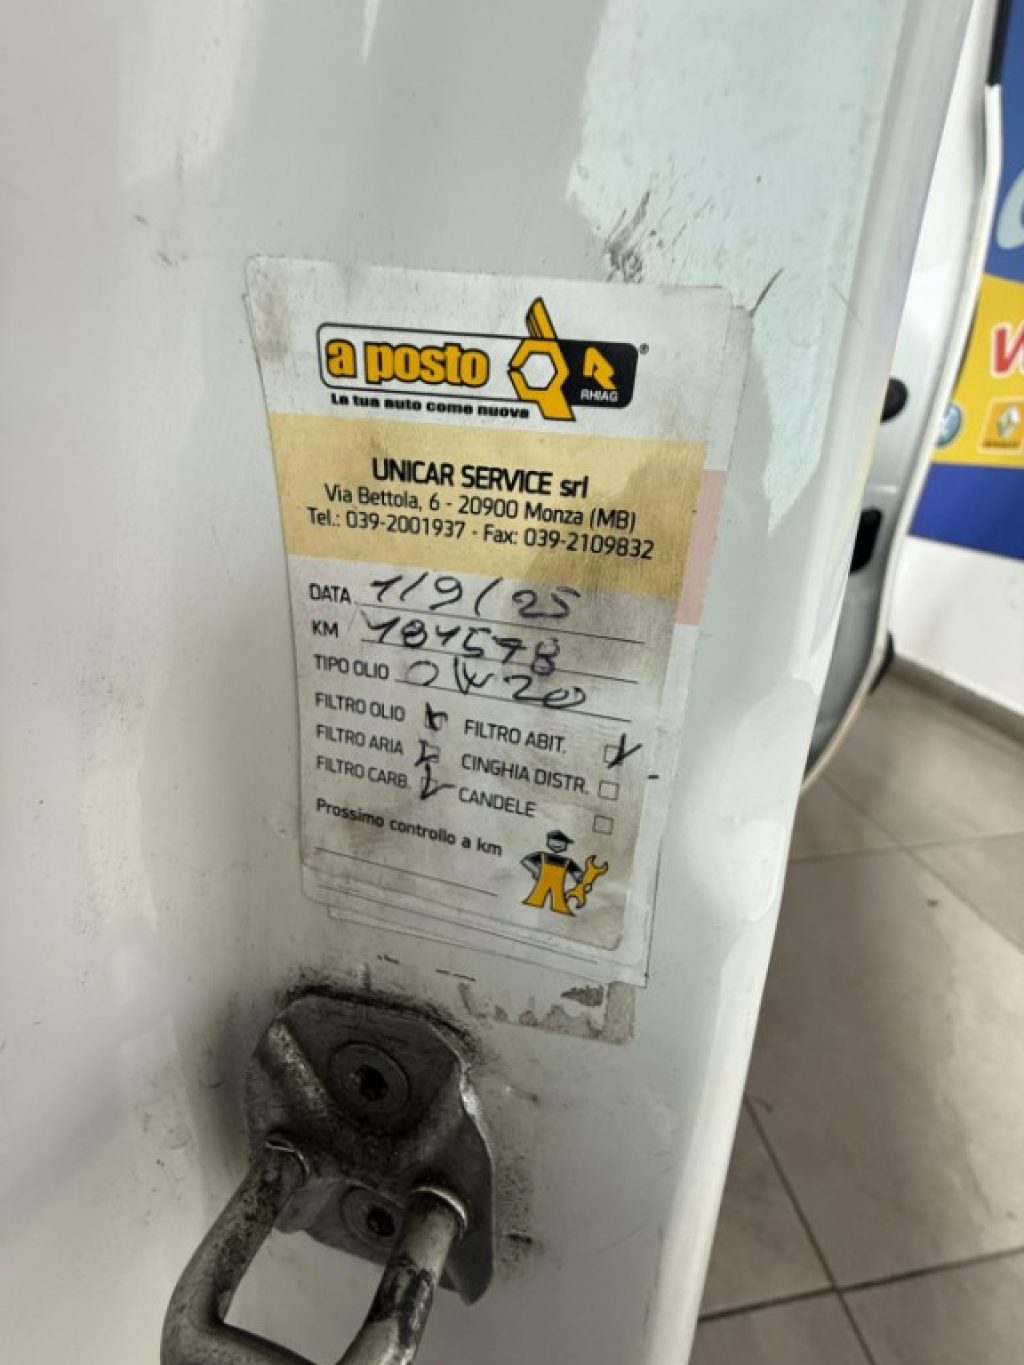 a posto
RHIAG
®
La tua auto come nuova
UNICAR SERVICE srl
Via Bettola, 6 - 20900 Monza (MB)
Tel.: 039-2001937 - Fax: 039-2109832
DATA 1/9/25
KM 181578
TIPO OLIO 0W20
FILTRO OLIO FILTRO ABIT.
FILTRO ARIA CINGHIA DISTR.
FILTRO CARB. CANDELE
Prossimo controllo a km